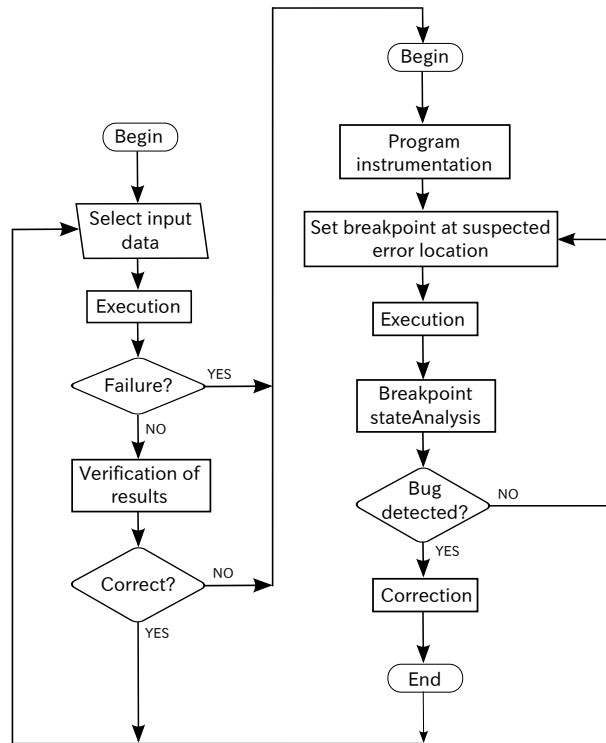 Begin
Select input
data
Execution
Failure?
YES
NO
Verification of
results
Correct?
NO
YES
Begin
Program
instrumentation
Set breakpoint at suspected
error location
Execution
Breakpoint
stateAnalysis
Bug
detected?
NO
YES
Correction
End